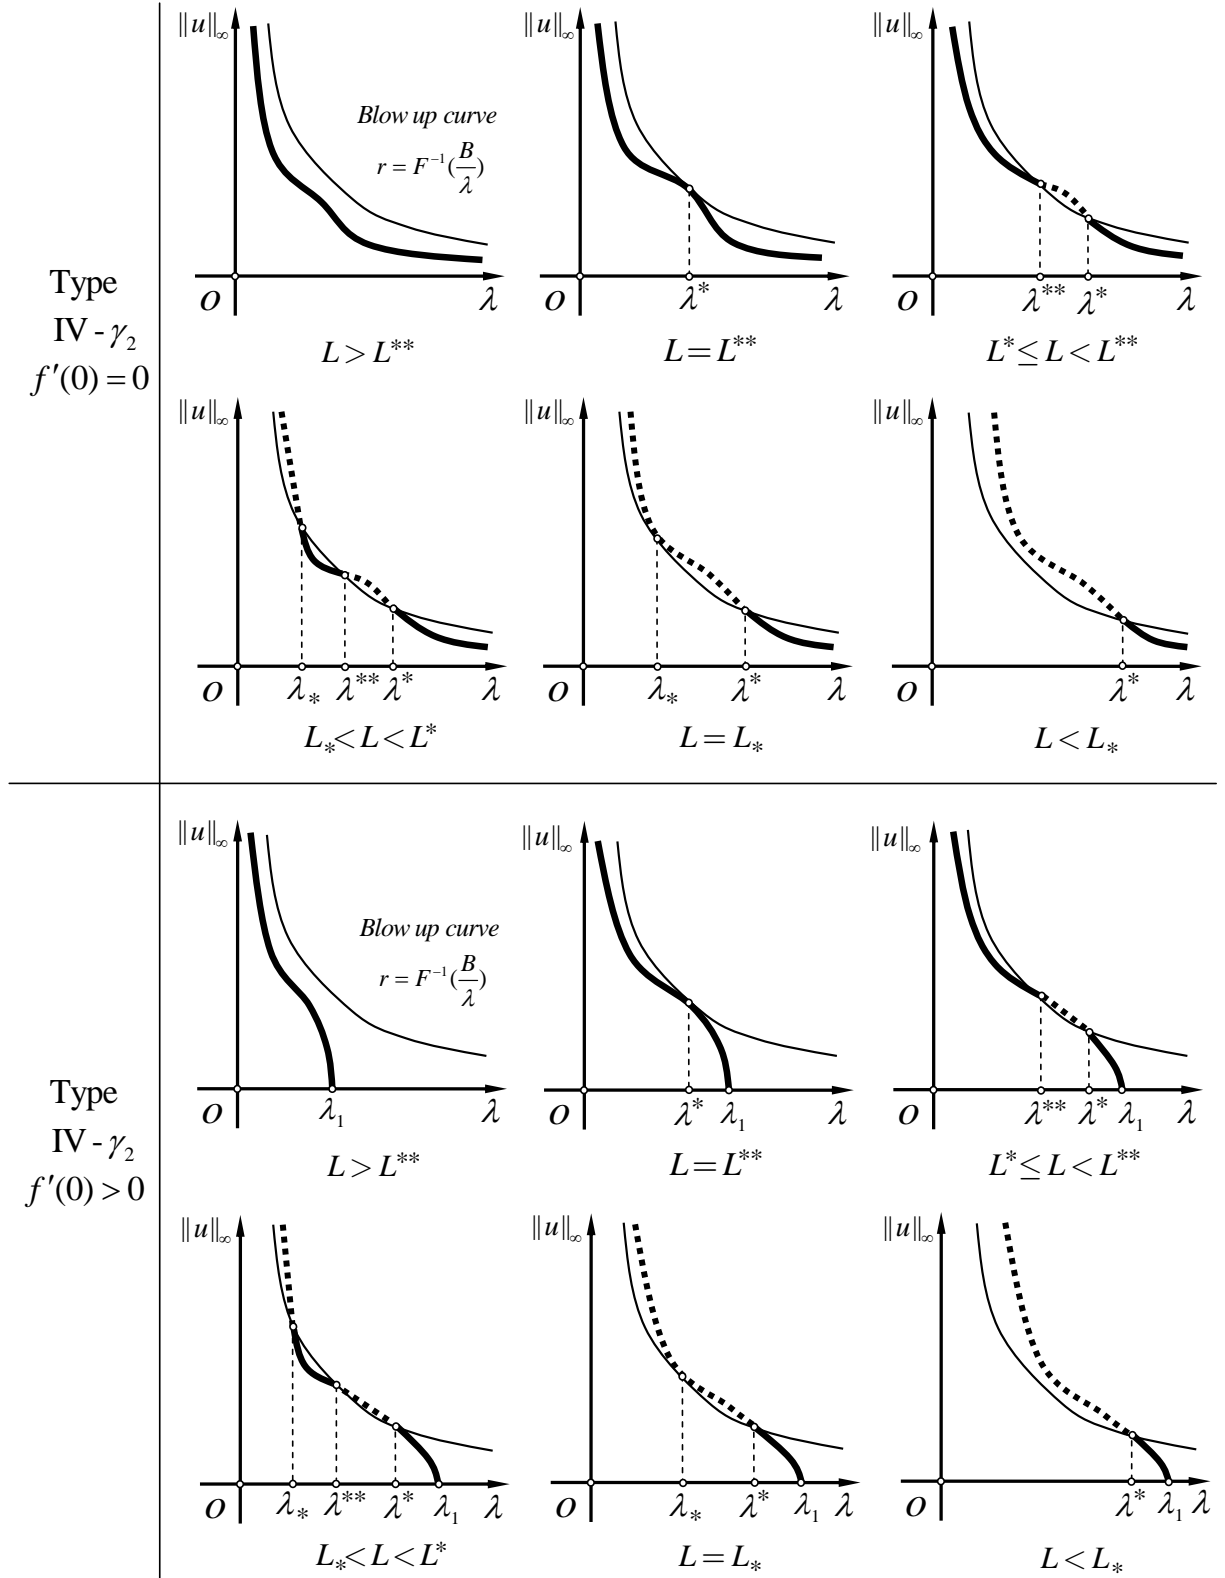 ‖u‖∞ ‖u‖∞ ‖u‖∞
Blow up curve
r = F⁻¹(B/λ)
O λ O λ* λ O λ** λ* λ
L > L** L = L** L* ≤ L < L**
Type
IV - γ₂
f′(0) = 0
‖u‖∞ ‖u‖∞ ‖u‖∞
O λ* λ** λ* λ O λ* λ* λ O λ* λ
L* < L < L* L = L* L < L*
‖u‖∞ ‖u‖∞ ‖u‖∞
Blow up curve
r = F⁻¹(B/λ)
O λ₁ λ O λ* λ₁ λ O λ** λ* λ₁ λ
L > L** L = L** L* ≤ L < L**
Type
IV - γ₂
f′(0) > 0
‖u‖∞ ‖u‖∞ ‖u‖∞
O λ* λ** λ* λ₁ λ O λ* λ* λ₁ λ O λ* λ₁ λ
L* < L < L* L = L* L < L*